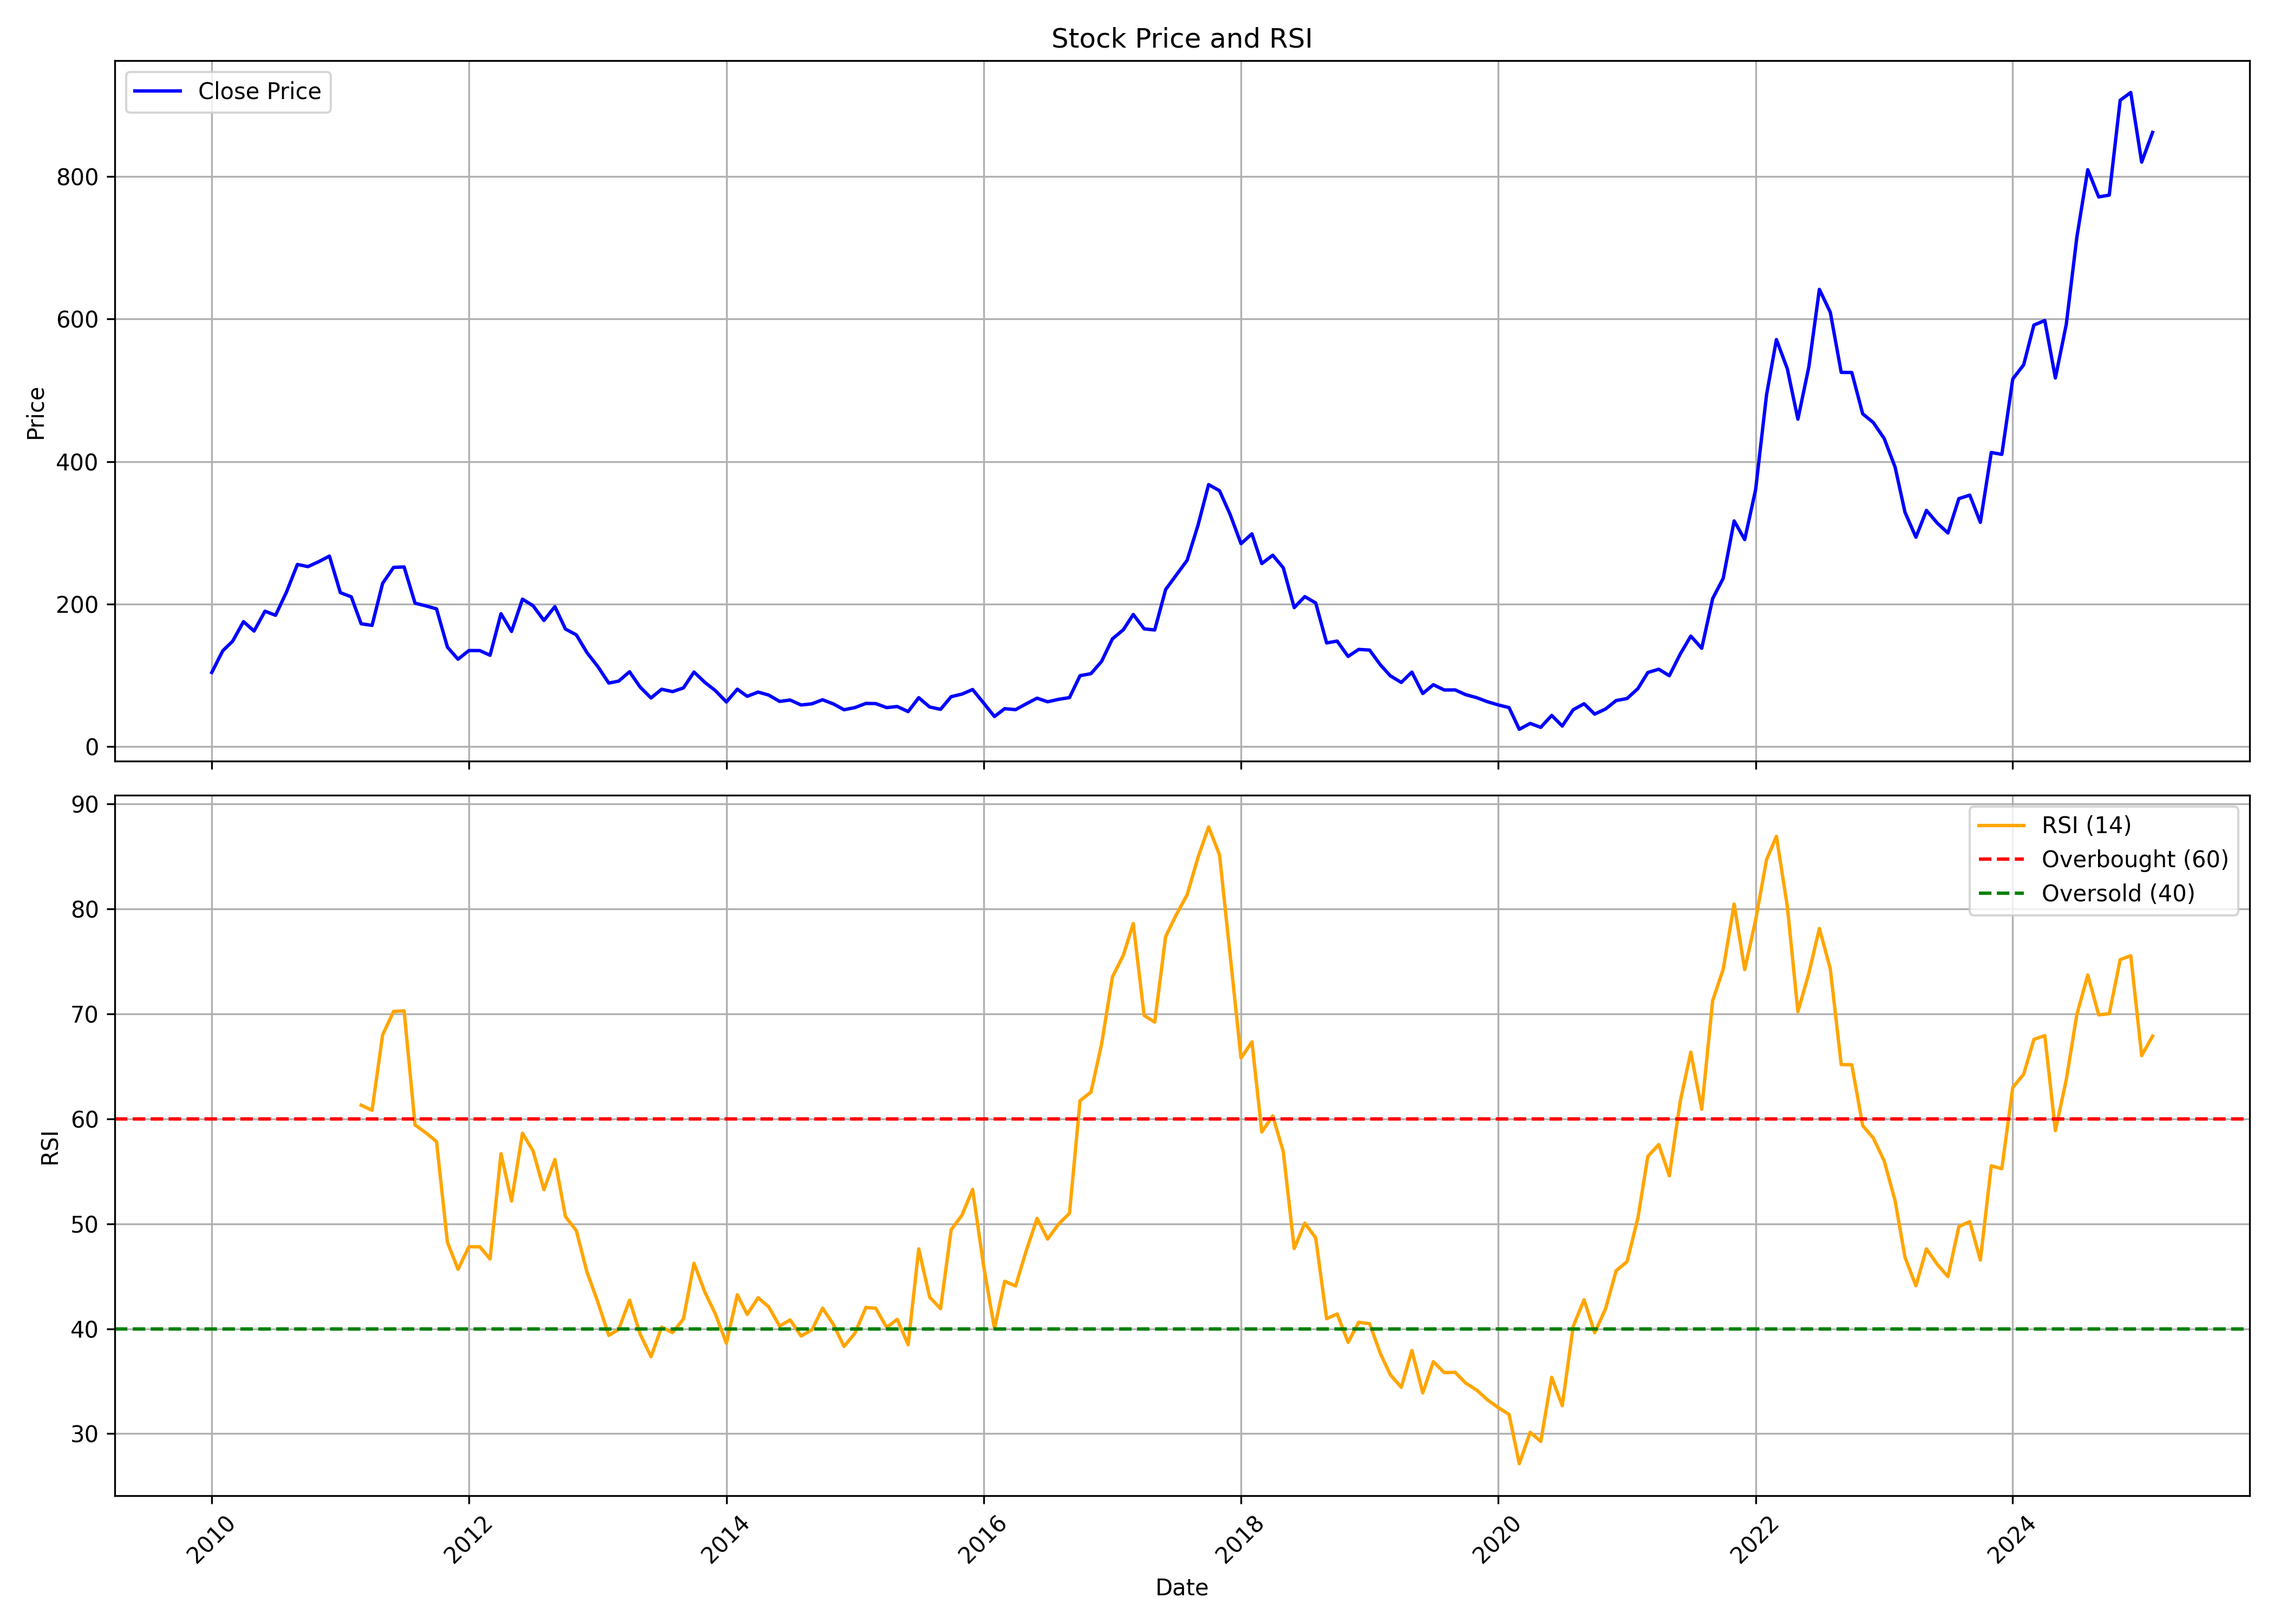 Stock Price and RSI
Close Price
Price
800
600
400
200
0
RSI
90
80
70
60
50
40
30
RSI (14)
Overbought (60)
Oversold (40)
2010
2012
2014
2016
2018
2020
2022
2024
Date